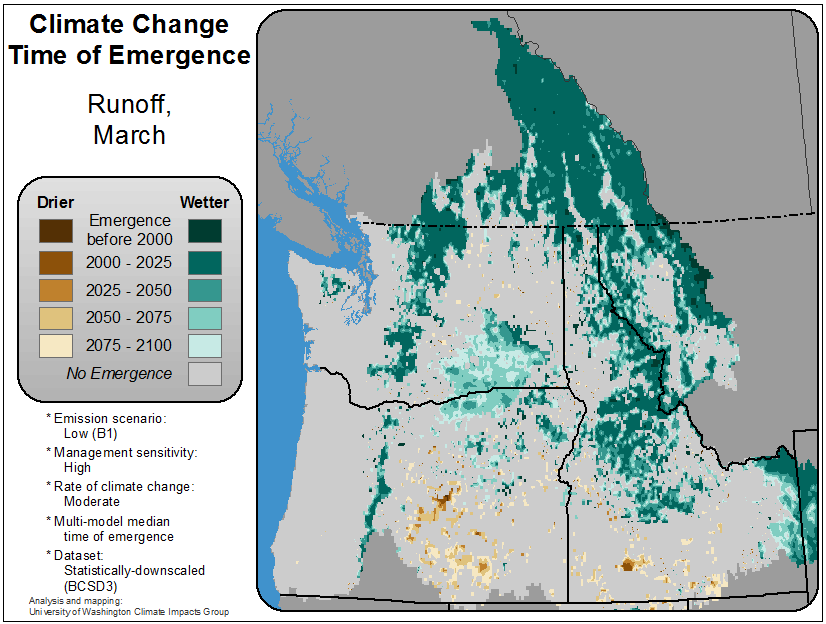 Climate Change
Time of Emergence
Runoff,
March
Drier Wetter
Emergence
before 2000
2000 - 2025
2025 - 2050
2050 - 2075
2075 - 2100
No Emergence
* Emission scenario:
Low (B1)
* Management sensitivity:
High
* Rate of climate change:
Moderate
* Multi-model median
time of emergence
* Dataset:
Statistically-downscaled
(BCSD3)
Analysis and mapping:
University of Washington Climate Impacts Group